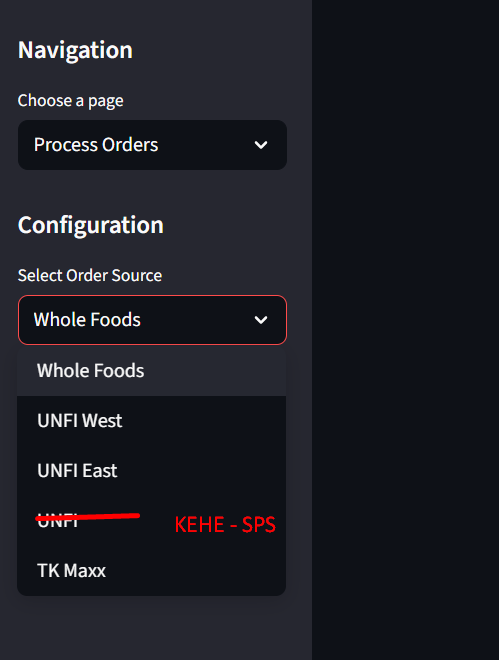 Navigation
Choose a page
Process Orders
Configuration
Select Order Source
Whole Foods
Whole Foods
UNFI West
UNFI East
UNFI KEHE - SPS
TK Maxx